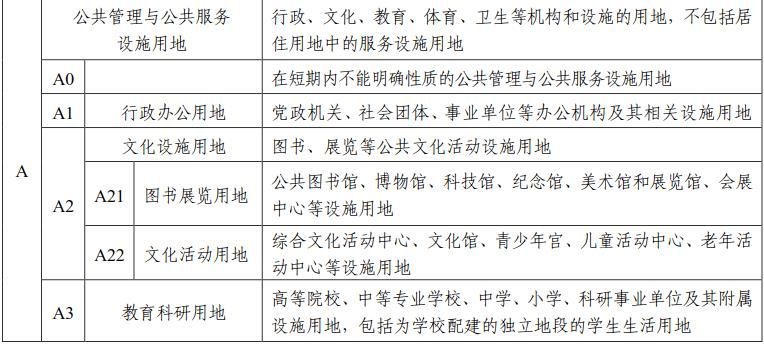 A
公共管理与公共服务
设施用地
行政、文化、教育、体育、卫生等机构和设施的用地，不包括居
住用地中的服务设施用地
A0
在短期内不能明确性质的公共管理与公共服务设施用地
A1
行政办公用地
党政机关、社会团体、事业单位等办公机构及其相关设施用地
A2
文化设施用地
图书、展览等公共文化活动设施用地
A21
图书展览用地
公共图书馆、博物馆、科技馆、纪念馆、美术馆和展览馆、会展
中心等设施用地
A22
文化活动用地
综合文化活动中心、文化馆、青少年宫、儿童活动中心、老年活
动中心等设施用地
A3
教育科研用地
高等院校、中等专业学校、中学、小学、科研事业单位及其附属
设施用地，包括为学校配建的独立地段的学生生活用地